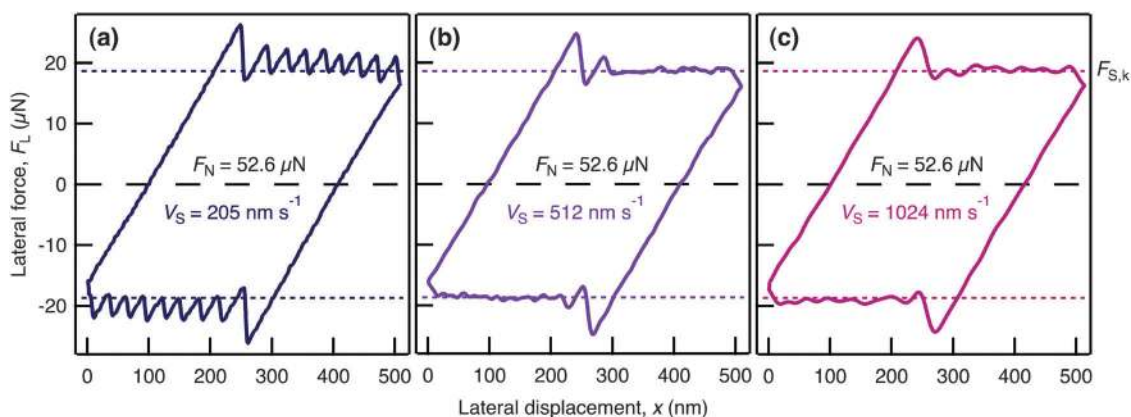 (a)
(b)
(c)
20
0
-20
Lateral force, F_L (µN)
F_N = 52.6 µN
V_S = 205 nm s⁻¹
F_N = 52.6 µN
V_S = 512 nm s⁻¹
F_N = 52.6 µN
V_S = 1024 nm s⁻¹
F_S,k
0 100 200 300 400 500
0 100 200 300 400 500
0 100 200 300 400 500
Lateral displacement, x (nm)